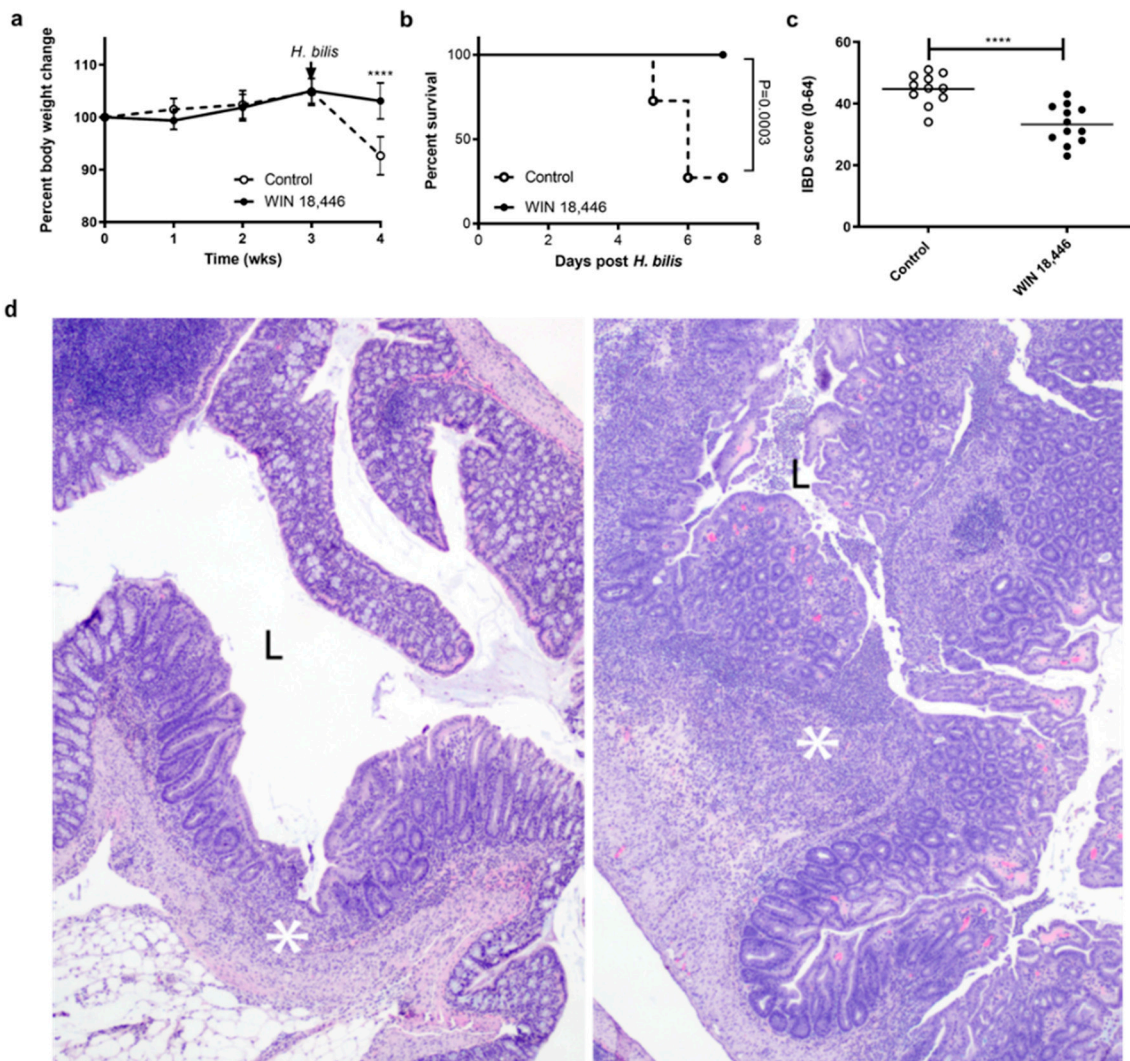 a
Percent body weight change
110
100
90
80
H. bilis
****
Control
WIN 18,446
0
1
2
3
4
Time (wks)
b
Percent survival
100
50
0
P=0.0003
Control
WIN 18,446
0
2
4
6
8
Days post H. bilis
c
IBD score (0-64)
60
40
20
0
****
Control
WIN 18,446
d
L
*
L
*